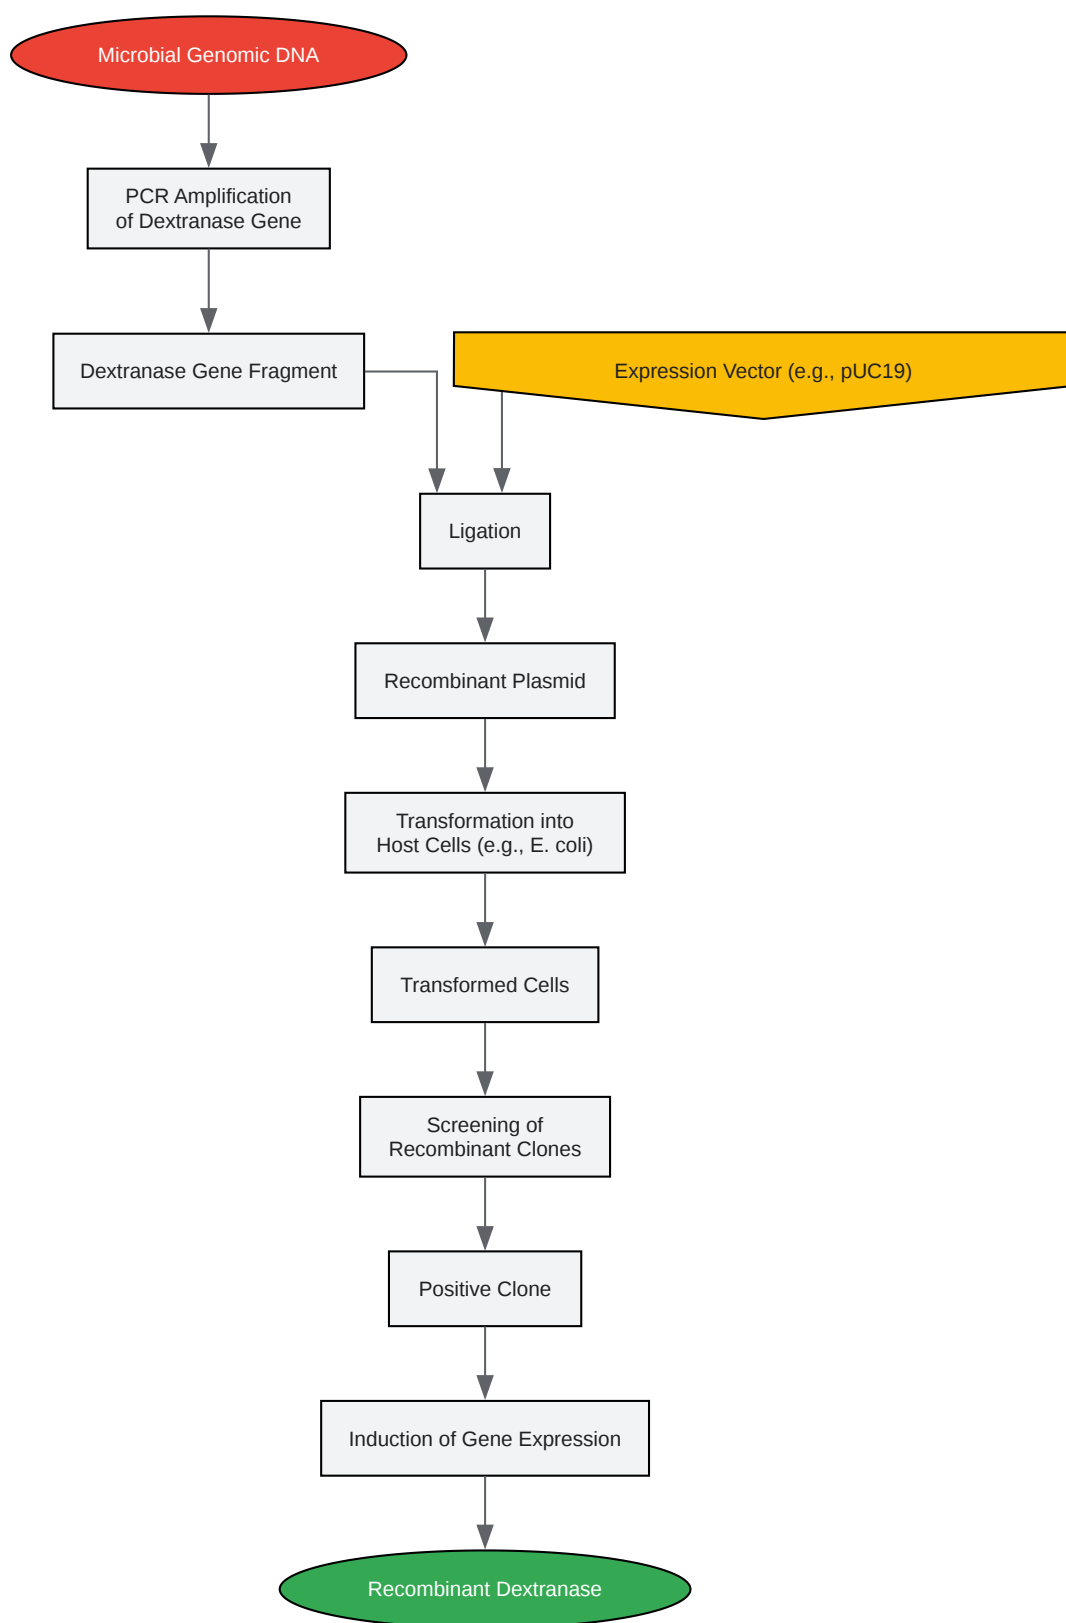 Microbial Genomic DNA
PCR Amplification
of Dextranase Gene
Dextranase Gene Fragment
Expression Vector (e.g., pUC19)
Ligation
Recombinant Plasmid
Transformation into
Host Cells (e.g., E. coli)
Transformed Cells
Screening of
Recombinant Clones
Positive Clone
Induction of Gene Expression
Recombinant Dextranase